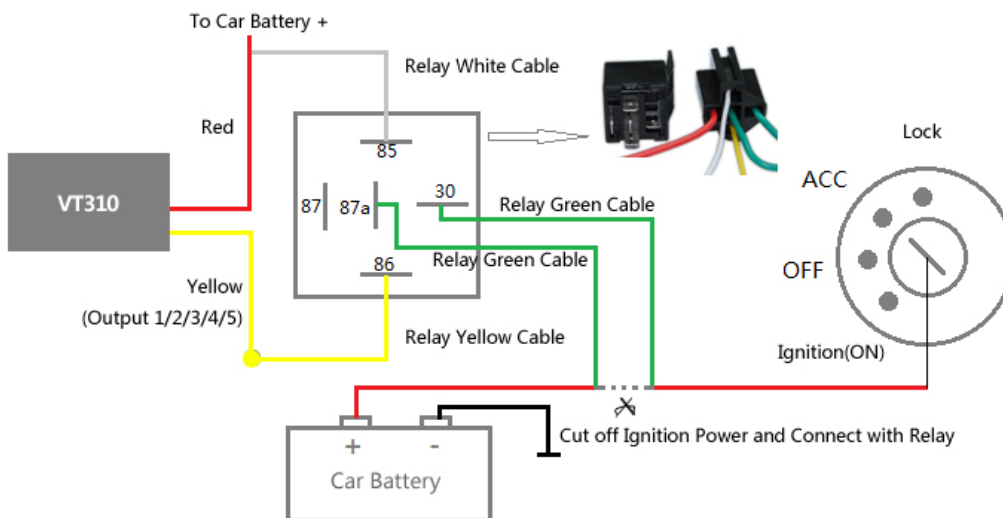 To Car Battery +
Relay White Cable
Red
Lock
85
ACC
VT310
87
87a
30
Relay Green Cable
Relay Green Cable
OFF
86
Yellow
(Output 1/2/3/4/5)
Relay Yellow Cable
Ignition(ON)
+
-
Cut off Ignition Power and Connect with Relay
Car Battery